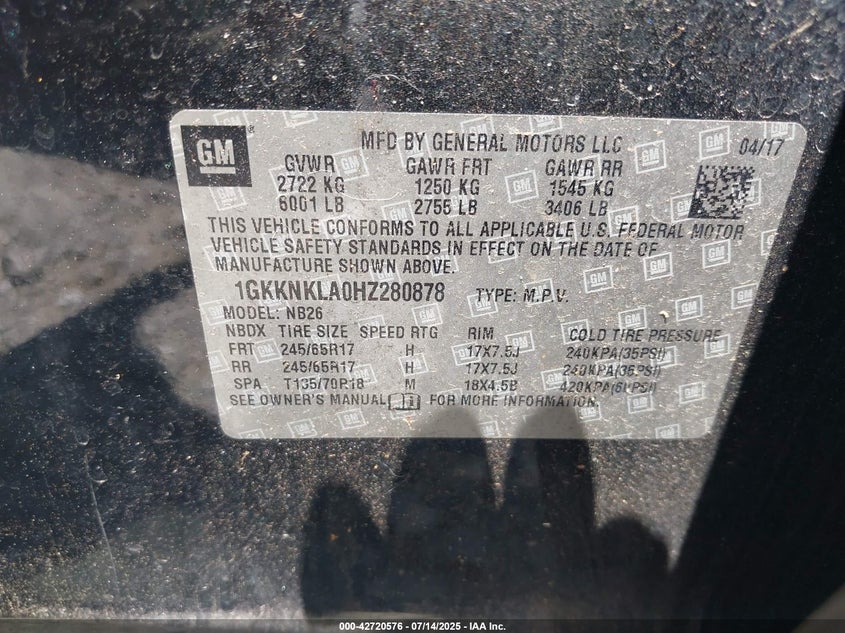 GM
MFD BY GENERAL MOTORS LLC 04/17
GVWR GAWR FRT GAWR RR
2722 KG 1250 KG 1545 KG
6001 LB 2755 LB 3406 LB
THIS VEHICLE CONFORMS TO ALL APPLICABLE U.S. FEDERAL MOTOR
VEHICLE SAFETY STANDARDS IN EFFECT ON THE DATE OF
MANUFACTURE SHOWN ABOVE.
1GKKNKLA0HZ280878 TYPE: M.P.V.
MODEL: NB26
NBDX TIRE SIZE SPEED RTG RIM COLD TIRE PRESSURE
FRT 245/65R17 H 17X7.5J 240KPA(35PSI)
RR 245/65R17 H 17X7.5J 240KPA(35PSI)
SPA T135/70R18 M 18X4.5B 420KPA(60PSI)
SEE OWNER'S MANUAL FOR MORE INFORMATION.
000-42720576 - 07/14/2025 - IAA Inc.